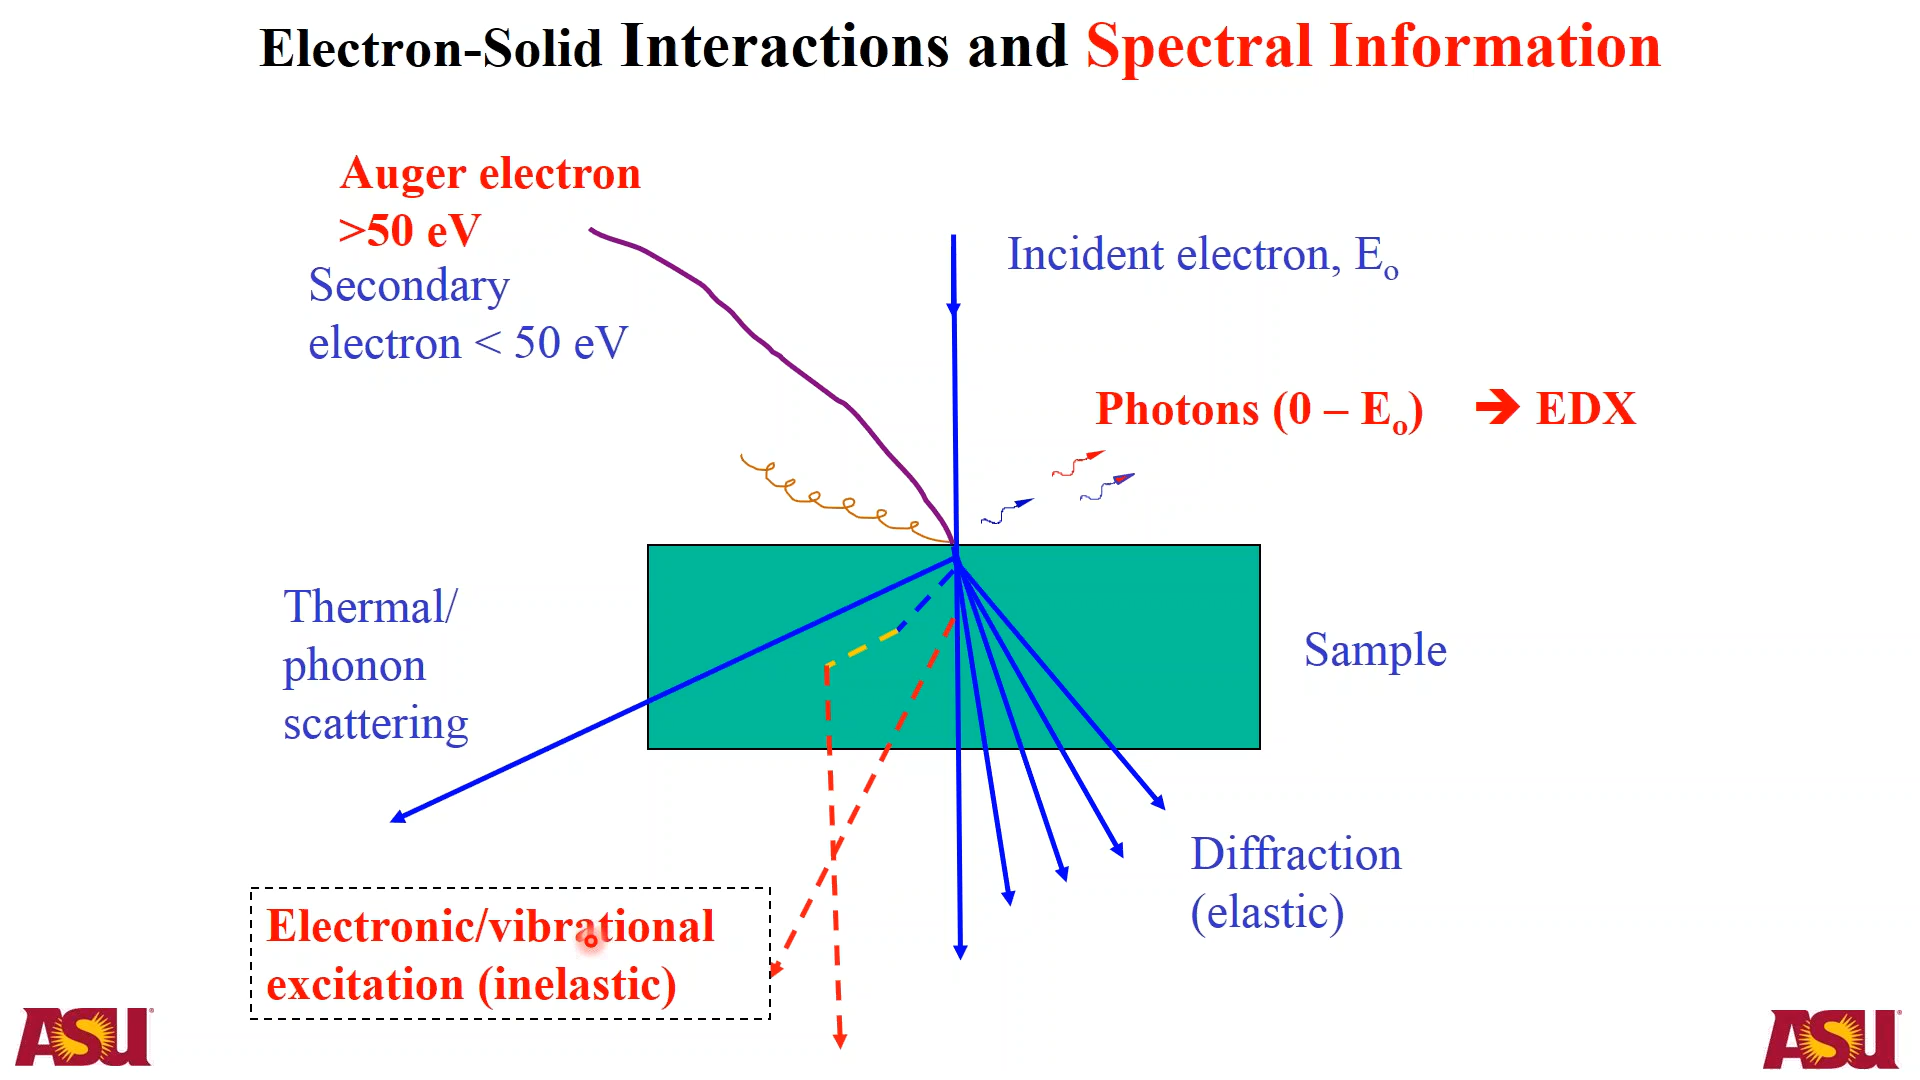 Electron-Solid Interactions and Spectral Information
Auger electron
>50 eV
Secondary
electron < 50 eV
Incident electron, Eo
Photons (0 – Eo) ➔ EDX
Thermal/
phonon
scattering
Sample
Diffraction
(elastic)
Electronic/vibrational
excitation (inelastic)
ASU
ASU